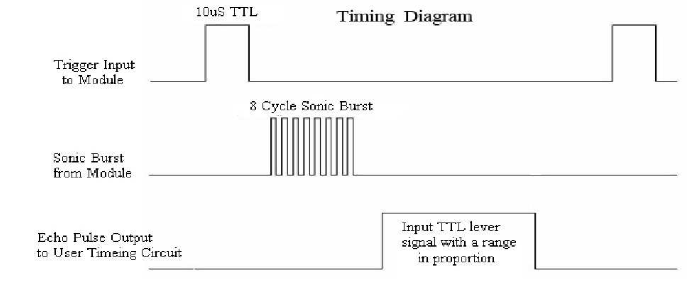 10uS TTL
Timing Diagram
Trigger Input
to Module
8 Cycle Sonic Burst
Sonic Burst
from Module
Echo Pulse Output
to User Timeing Circuit
Input TTL lever
signal with a range
in proportion